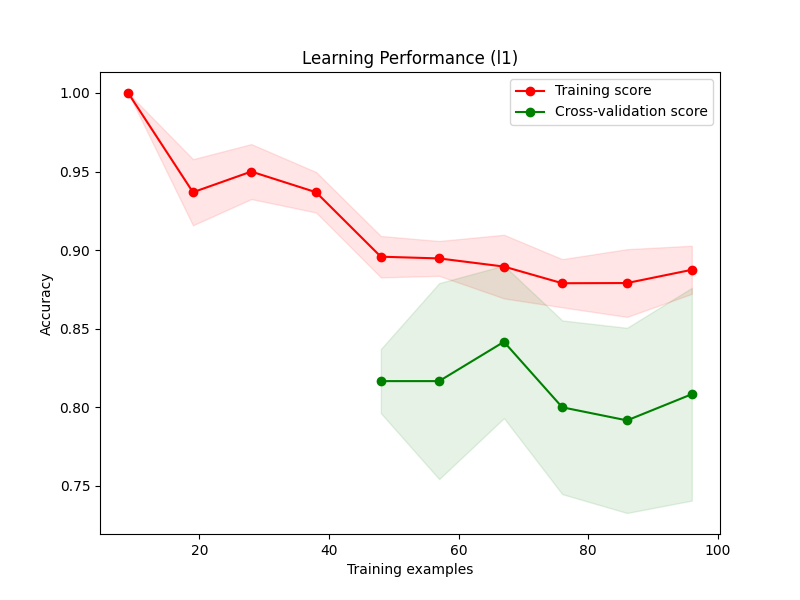 Learning Performance (l1)
Training score
Cross-validation score
Accuracy
1.00
0.95
0.90
0.85
0.80
0.75
20 40 60 80 100
Training examples